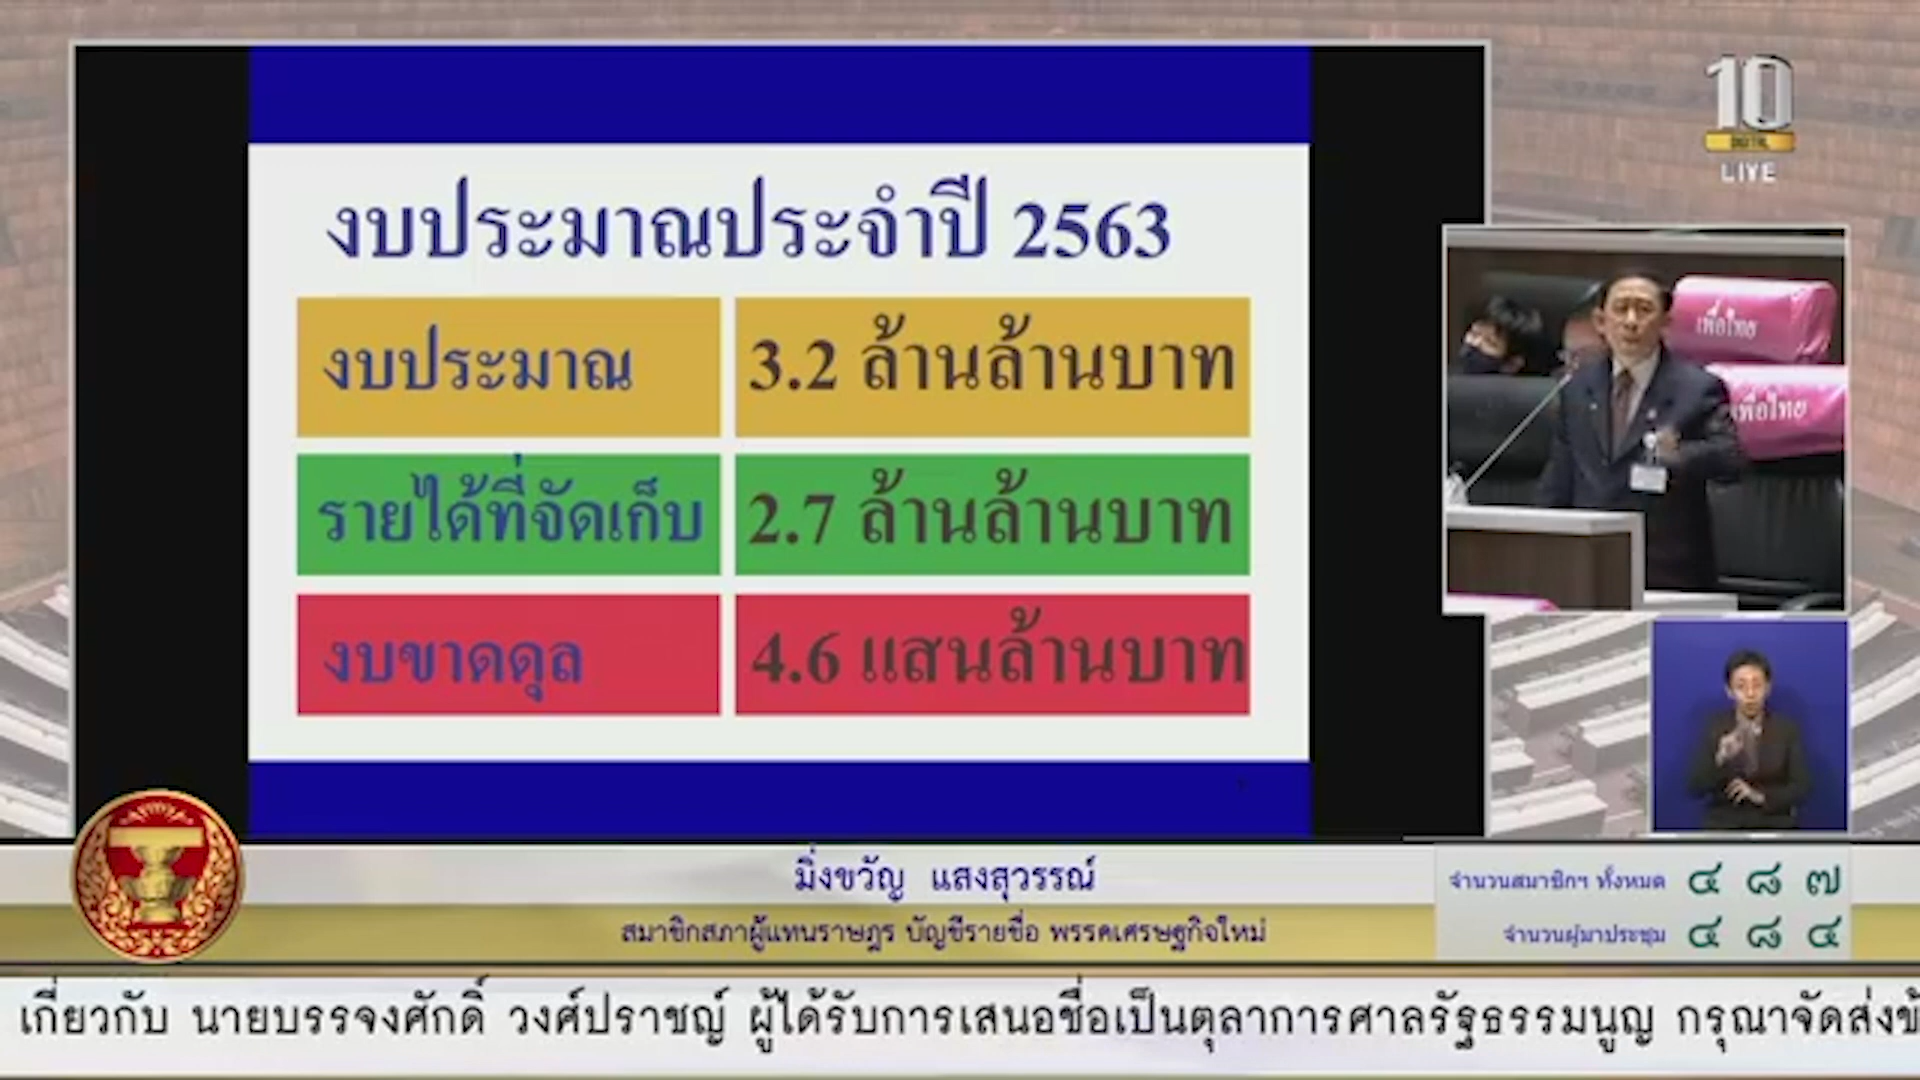 งบประมาณประจำปี 2563
งบประมาณ 3.2 ล้านล้านบาท
รายได้ที่จัดเก็บ 2.7 ล้านล้านบาท
งบขาดดุล 4.6 แสนล้านบาท
10
DIGITAL
LIVE
เพื่อไทย
เพื่อไทย
มิ่งขวัญ แสงสุวรรณ์
สมาชิกสภาผู้แทนราษฎร บัญชีรายชื่อ พรรคเศรษฐกิจใหม่
จำนวนสมาชิกฯ ทั้งหมด ๔ ๘ ๗
จำนวนผู้มาประชุม ๔ ๘ ๔
เกี่ยวกับ นายบรรจงศักดิ์ วงศ์ปราชญ์ ผู้ได้รับการเสนอชื่อเป็นตุลาการศาลรัฐธรรมนูญ กรุณาจัดส่งข้